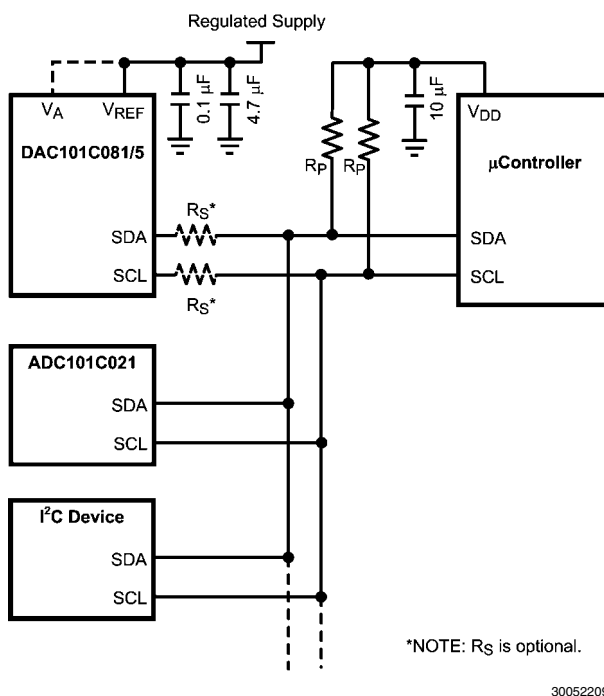 Regulated Supply
V_A
V_REF
0.1 µF
4.7 µF
10 µF
V_DD
DAC101C081/5
R_P
R_P
µController
R_S*
SDA
SDA
SCL
SCL
R_S*
ADC101C021
SDA
SCL
I²C Device
SDA
SCL
*NOTE: R_S is optional.
30052209